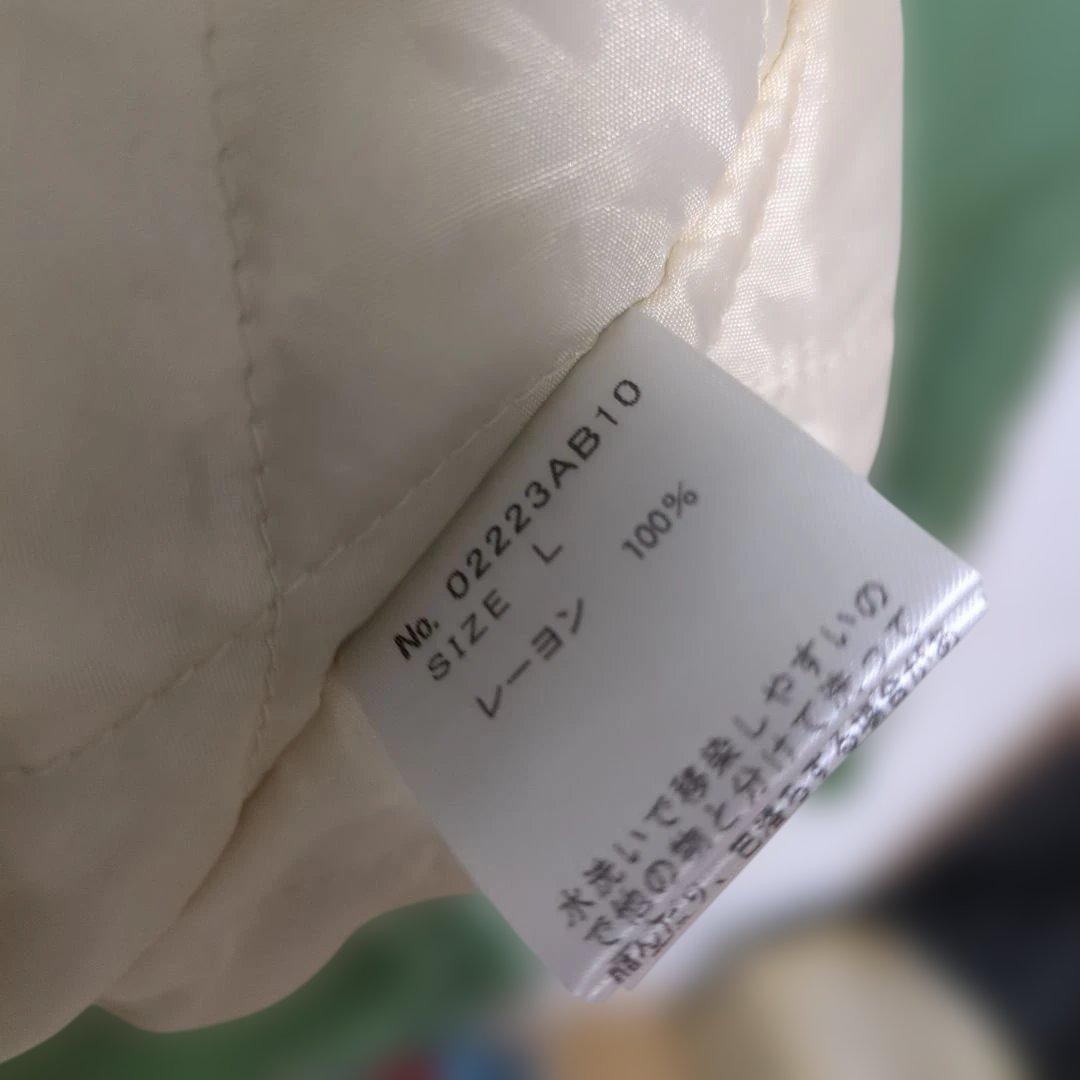 No. 02223AB10
SIZE L
レーヨン 100%
水洗いで移染しやすいの
で他の物と分けて洗って